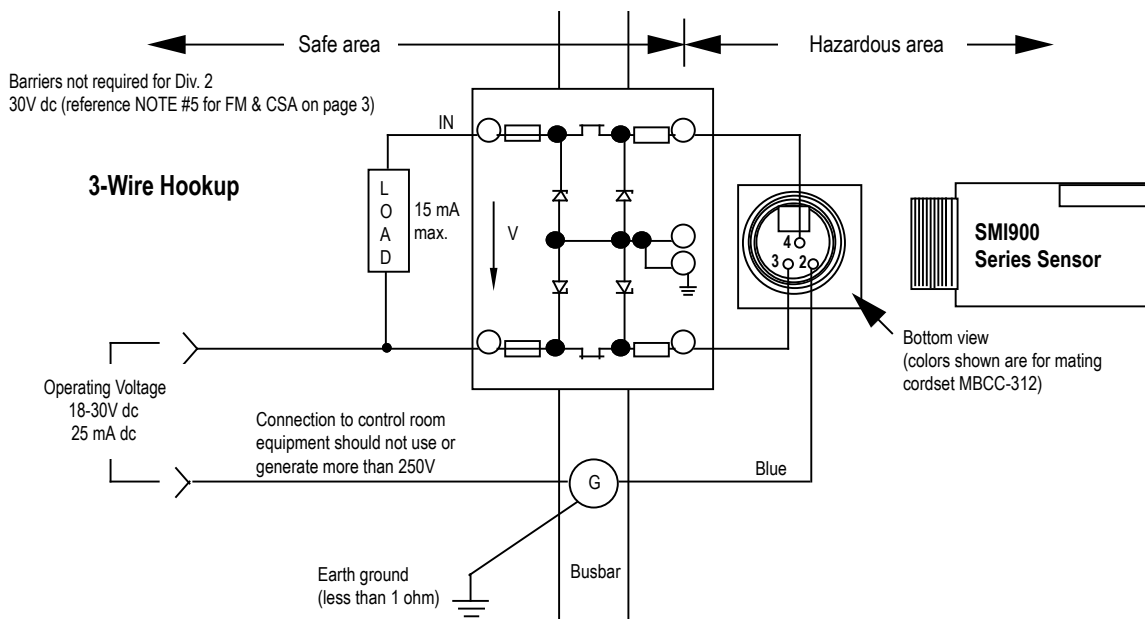 Safe area
Hazardous area
Barriers not required for Div. 2
30V dc (reference NOTE #5 for FM & CSA on page 3)
IN
3-Wire Hookup
LOAD
15 mA
max.
V
4
3
2
SMI900
Series Sensor
Bottom view
(colors shown are for mating
cordset MBCC-312)
Operating Voltage
18-30V dc
25 mA dc
Connection to control room
equipment should not use or
generate more than 250V
G
Blue
Earth ground
(less than 1 ohm)
Busbar